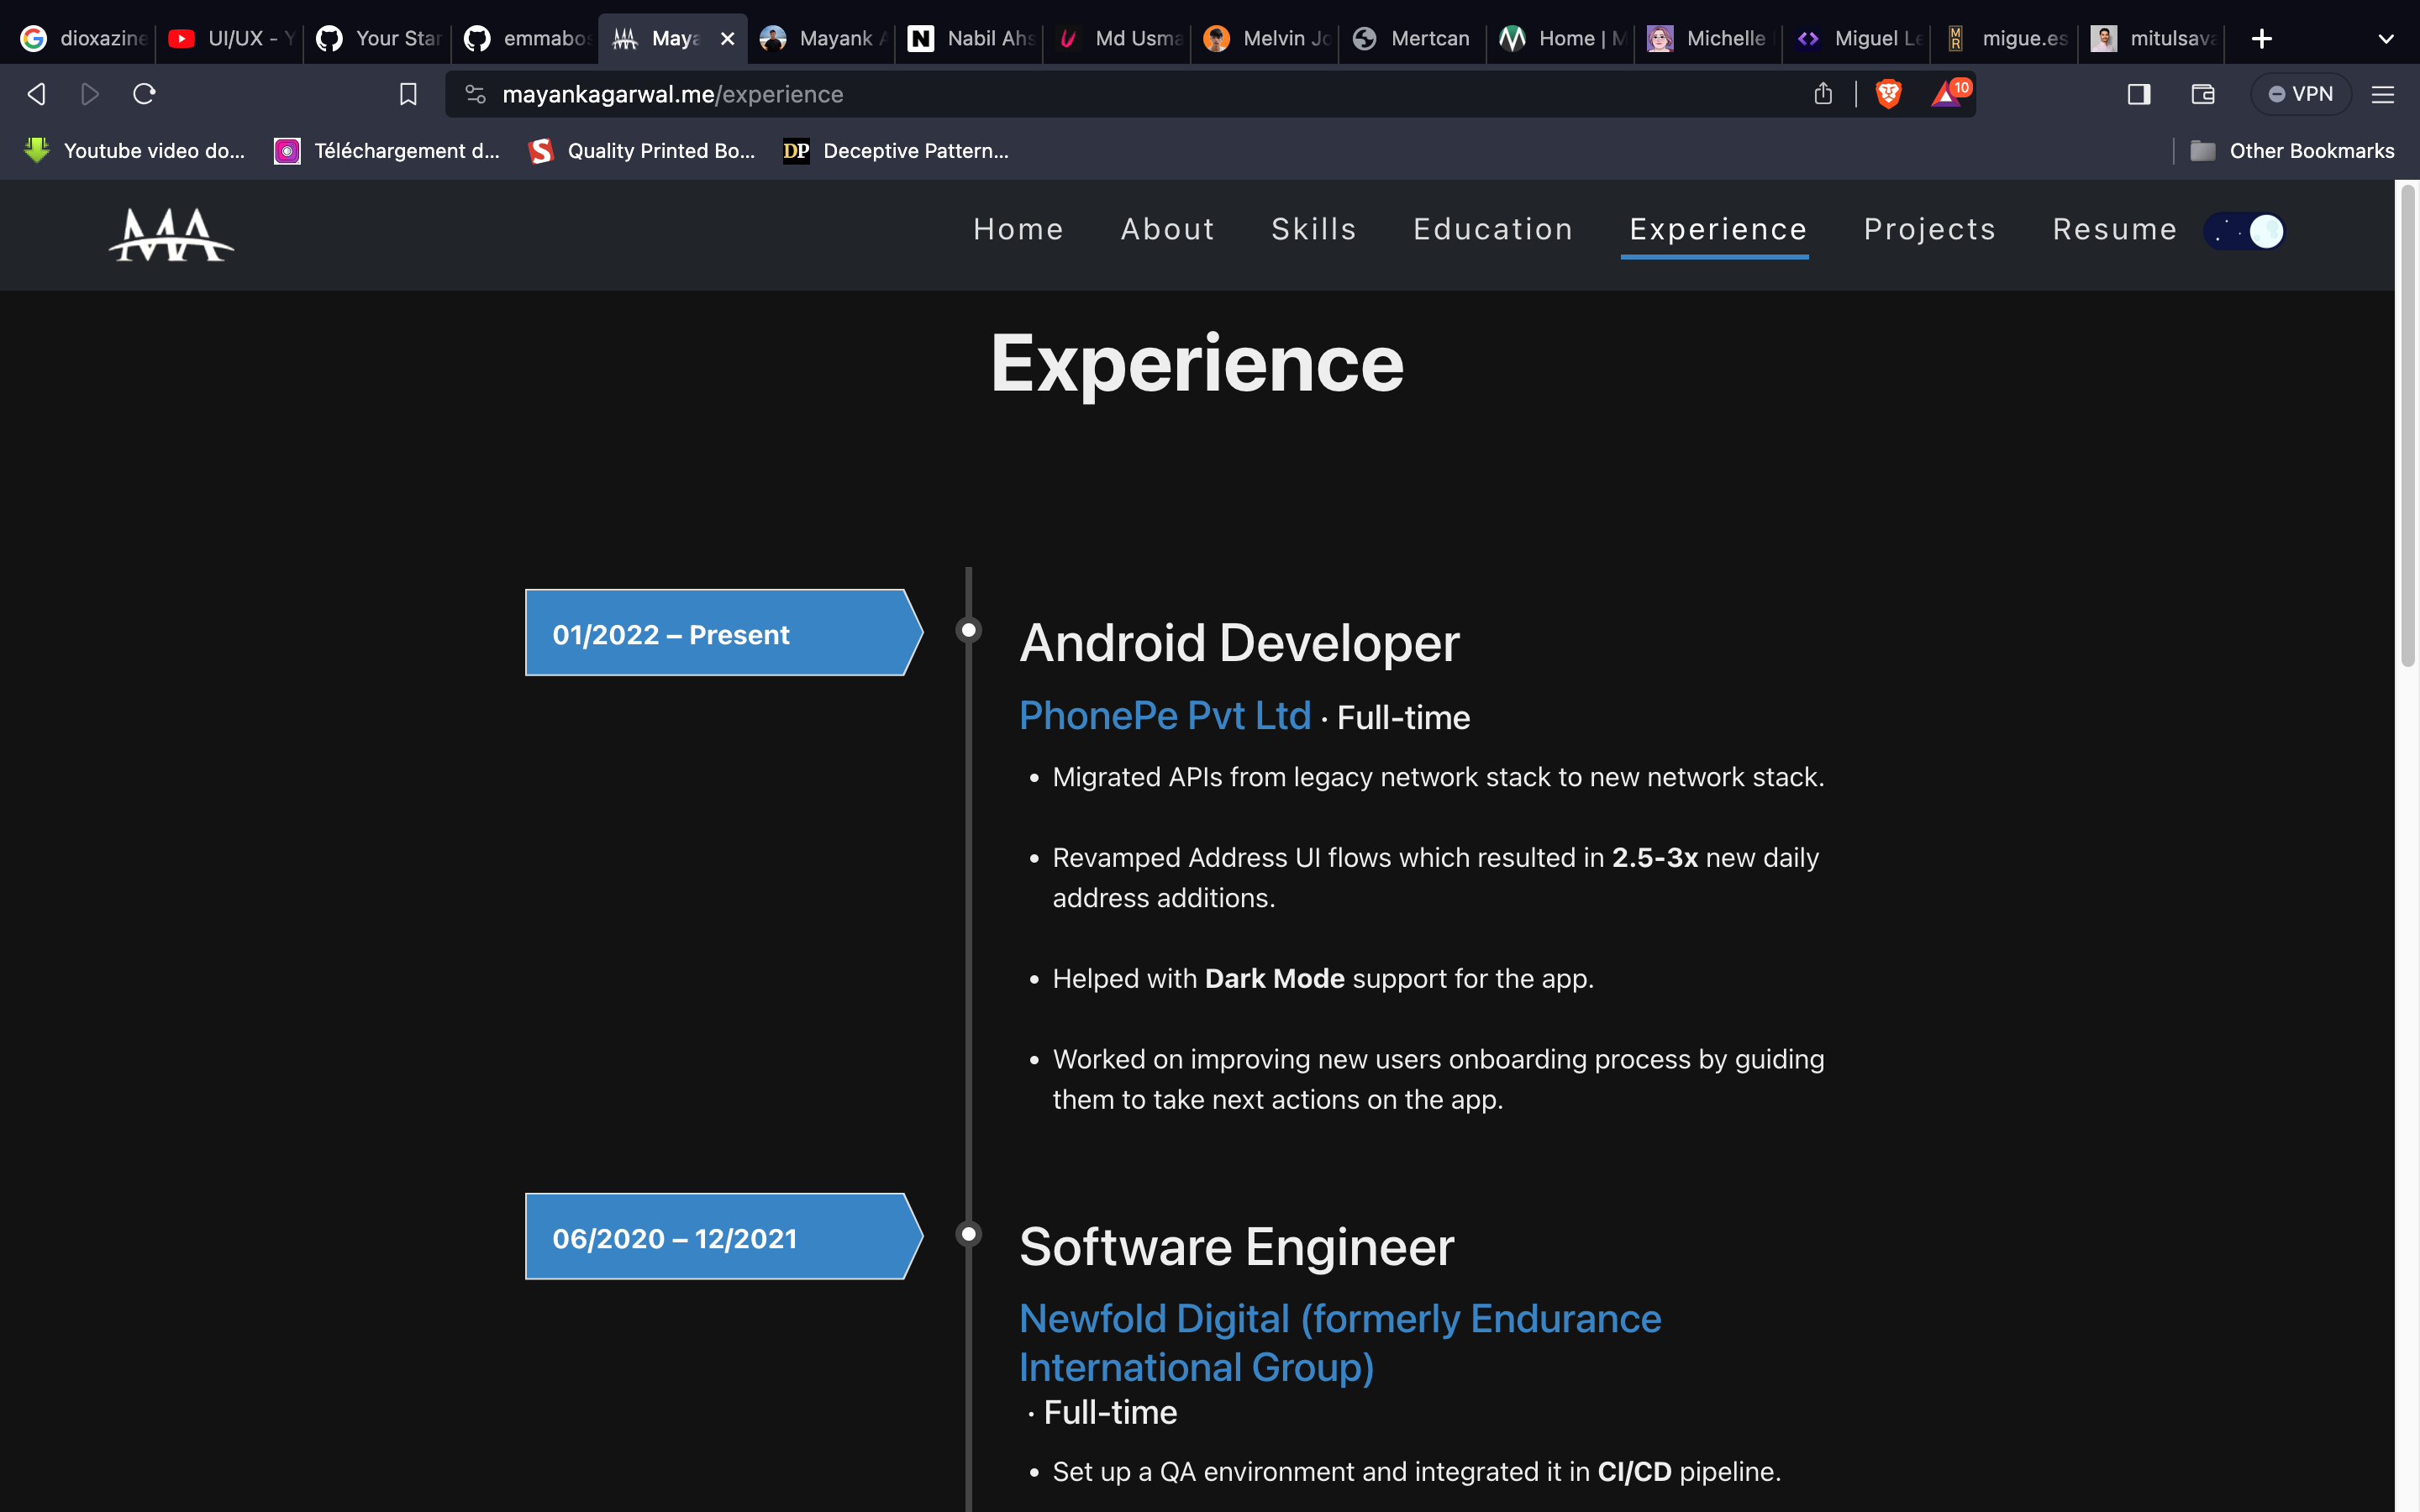 dioxazine
UI/UX - Y
Your Star
emmabos
Maya
Mayank A
Nabil Ahs
Md Usma
Melvin Jo
Mertcan
Home | M
Michelle
Miguel Le
migue.es
mitulsava
mayankagarwal.me/experience
10
VPN
Youtube video do...
Téléchargement d...
Quality Printed Bo...
DP
Deceptive Pattern...
Other Bookmarks
MA
Home
About
Skills
Education
Experience
Projects
Resume
Experience
01/2022 – Present
Android Developer
PhonePe Pvt Ltd · Full-time
• Migrated APIs from legacy network stack to new network stack.
• Revamped Address UI flows which resulted in 2.5-3x new daily
address additions.
• Helped with Dark Mode support for the app.
• Worked on improving new users onboarding process by guiding
them to take next actions on the app.
06/2020 – 12/2021
Software Engineer
Newfold Digital (formerly Endurance
International Group)
· Full-time
• Set up a QA environment and integrated it in CI/CD pipeline.